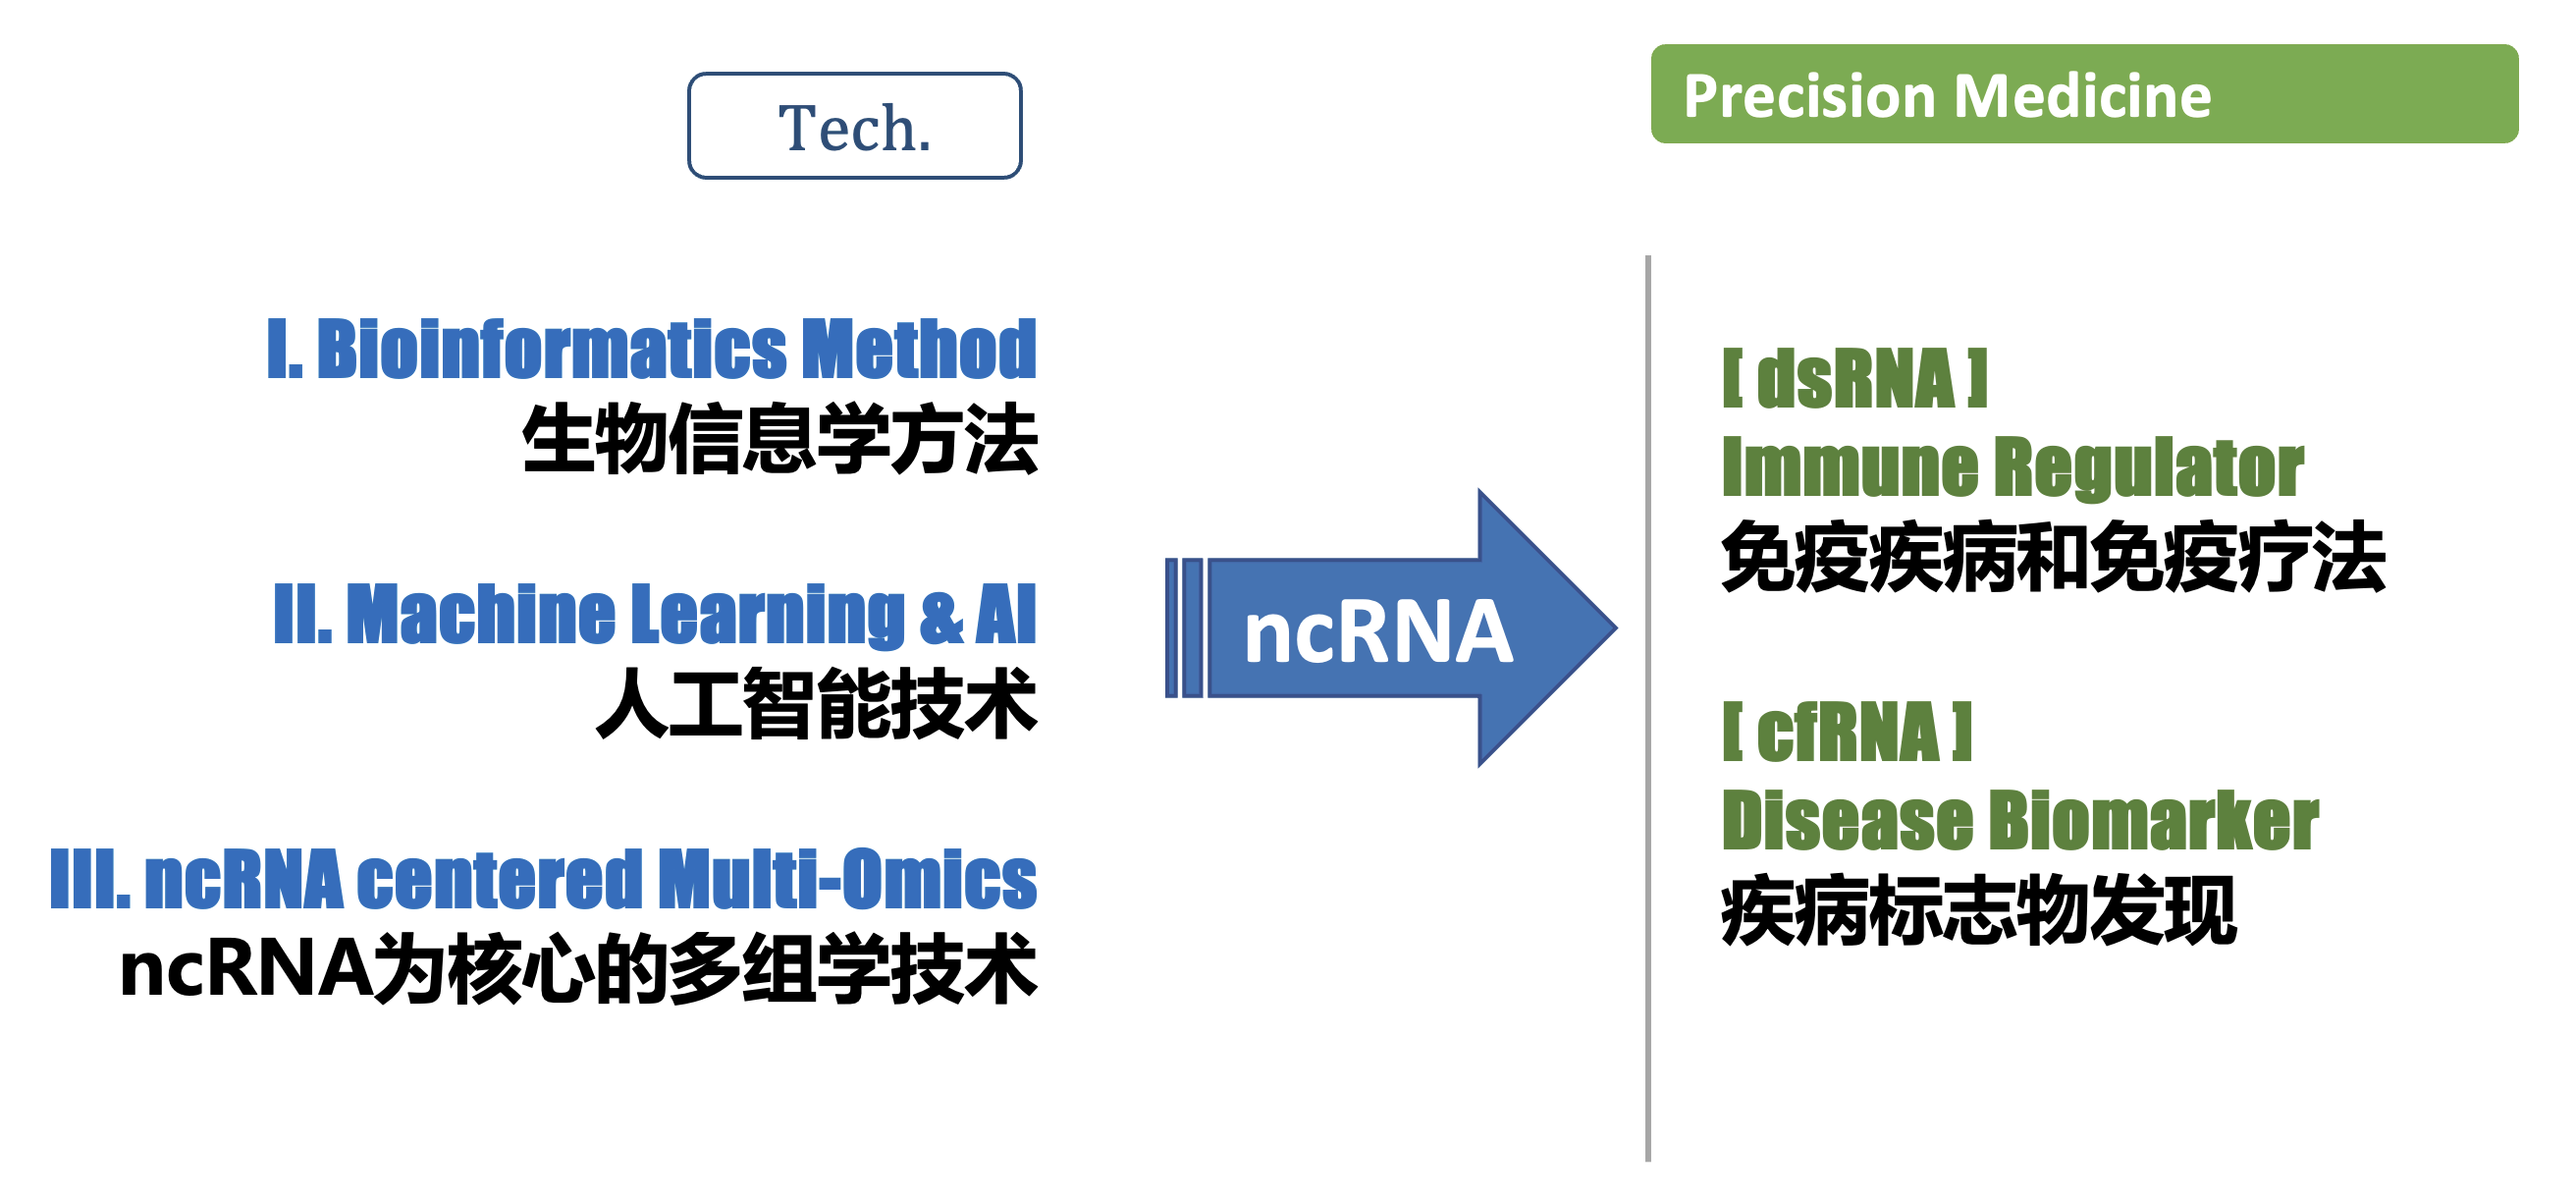 Tech.
I. Bioinformatics Method
生物信息学方法
II. Machine Learning & AI
人工智能技术
III. ncRNA centered Multi-Omics
ncRNA为核心的多组学技术
ncRNA
Precision Medicine
[ dsRNA ]
Immune Regulator
免疫疾病和免疫疗法
[ cfRNA ]
Disease Biomarker
疾病标志物发现